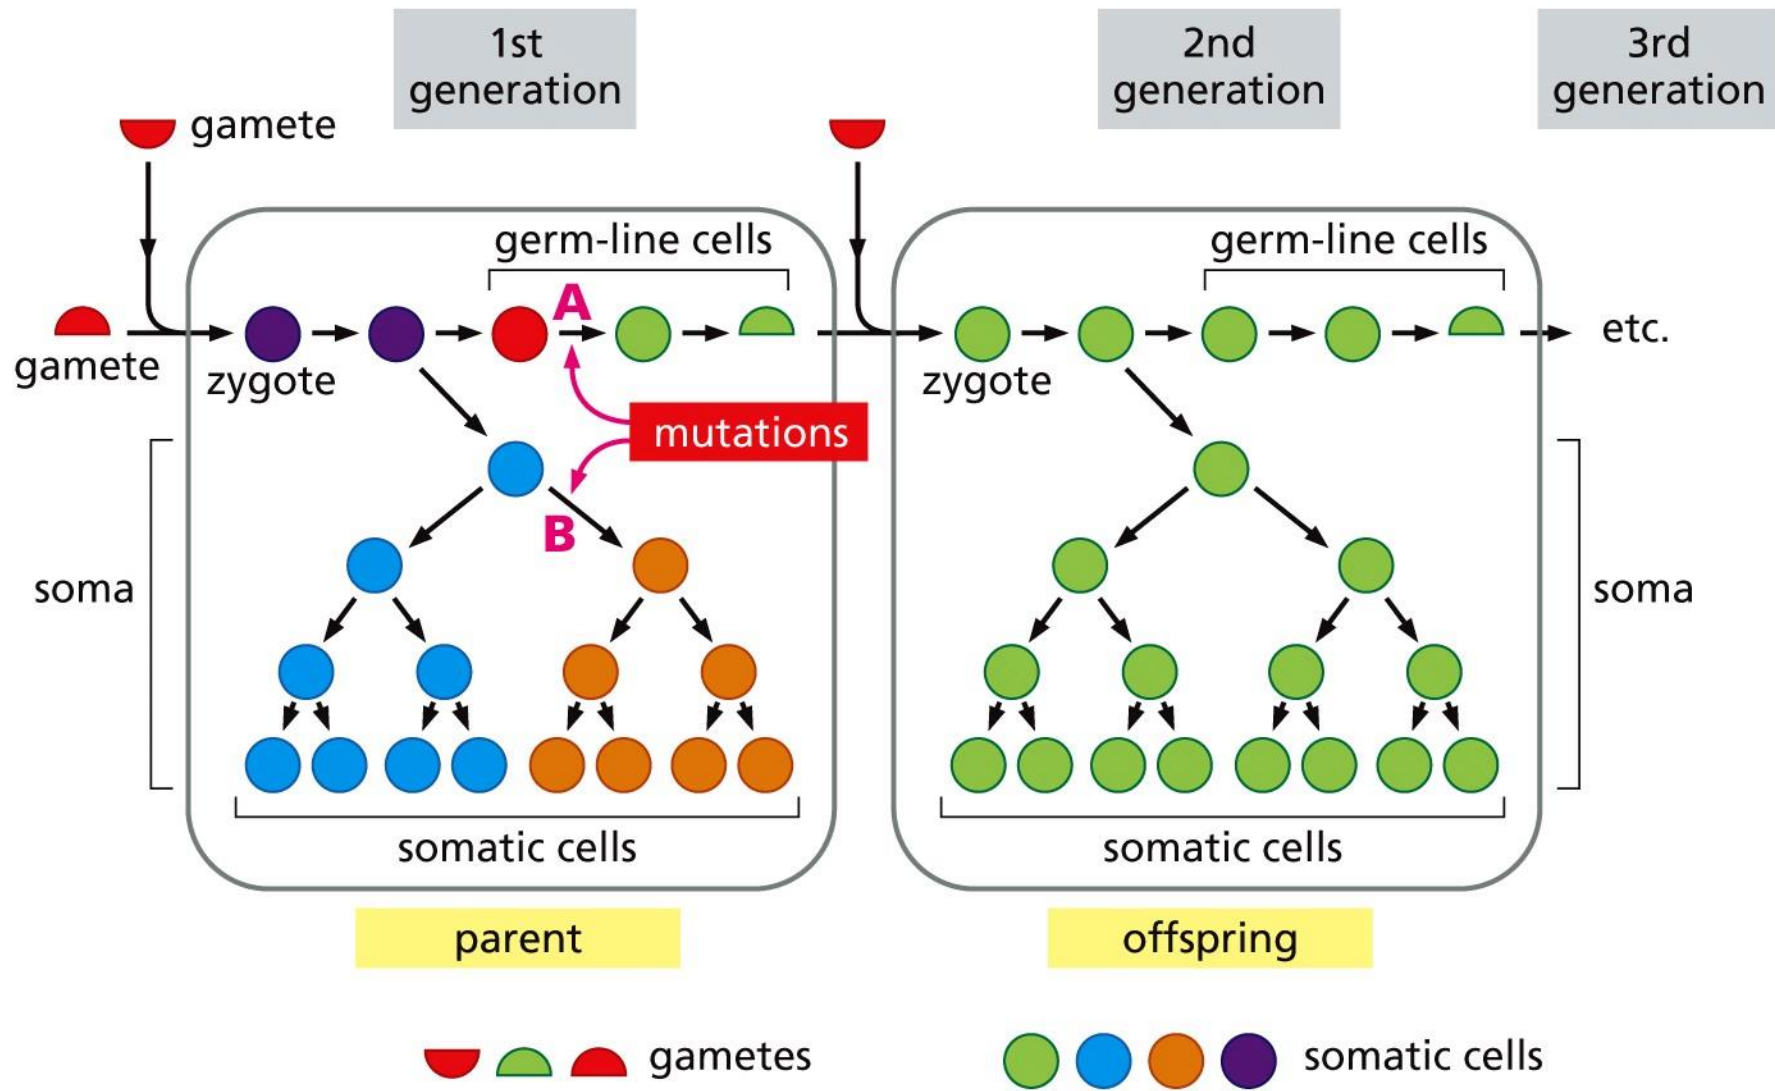 1st
generation
2nd
generation
3rd
generation
gamete
germ-line cells
germ-line cells
A
gamete
zygote
zygote
etc.
mutations
B
soma
soma
somatic cells
somatic cells
parent
offspring
gametes
somatic cells